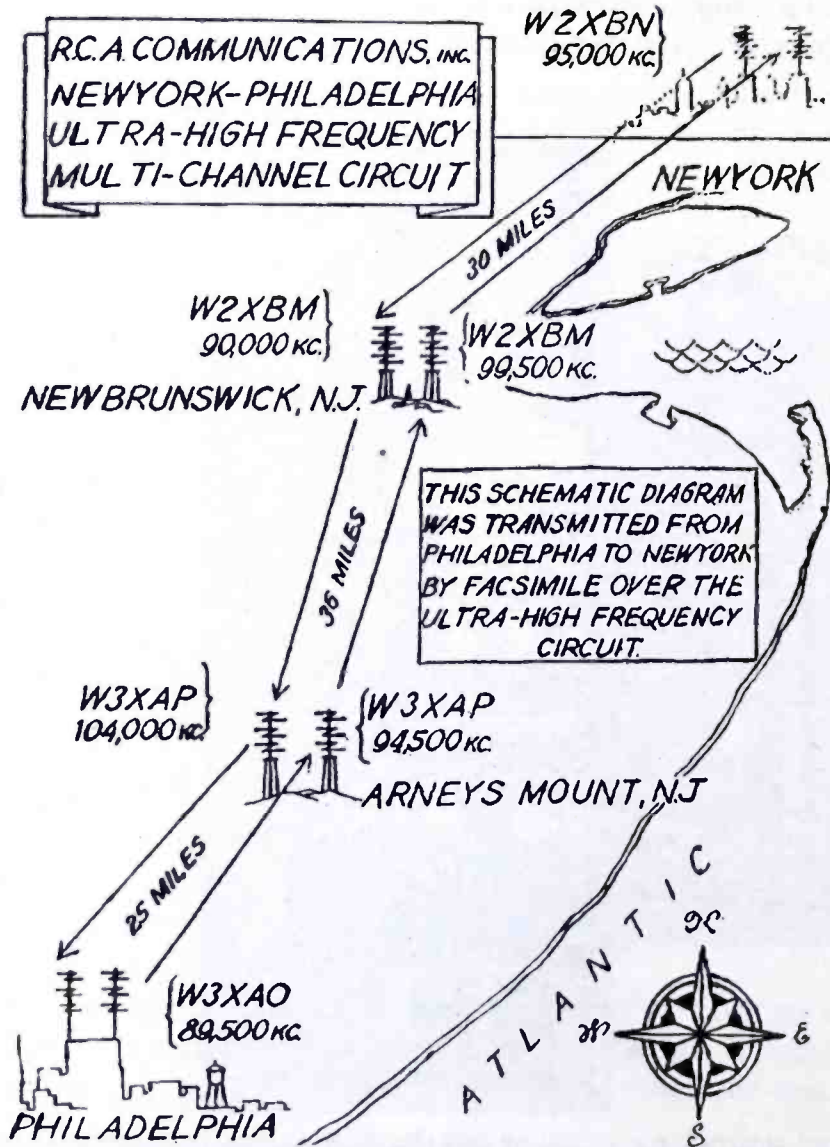 R.C.A. COMMUNICATIONS, INC.
NEWYORK-PHILADELPHIA
ULTRA-HIGH FREQUENCY
MULTI-CHANNEL CIRCUIT
W2XBN
95,000 KC.
NEWYORK
30 MILES
W2XBM
90,000 KC.
W2XBM
99,500 KC.
NEW BRUNSWICK, N.J.
THIS SCHEMATIC DIAGRAM
WAS TRANSMITTED FROM
PHILADELPHIA TO NEWYORK
BY FACSIMILE OVER THE
ULTRA-HIGH FREQUENCY
CIRCUIT.
36 MILES
W3XAP
104,000 KC.
W3XAP
94,500 KC.
ARNEYS MOUNT, N.J
25 MILES
W3XAO
89,500 KC.
PHILADELPHIA
ATLANTIC
N
W
E
S